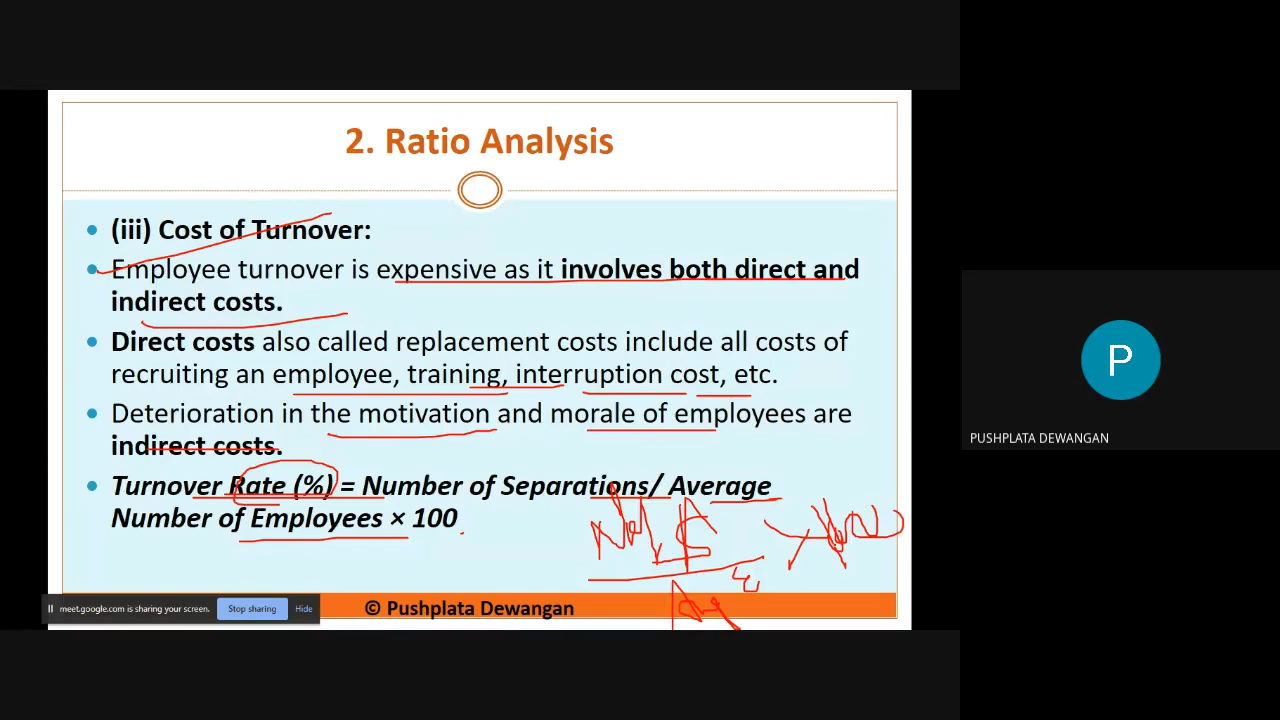 2. Ratio Analysis
• (iii) Cost of Turnover:
• Employee turnover is expensive as it involves both direct and
indirect costs.
• Direct costs also called replacement costs include all costs of
recruiting an employee, training, interruption cost, etc.
• Deterioration in the motivation and morale of employees are
indirect costs.
• Turnover Rate (%) = Number of Separations/ Average
Number of Employees × 100
meet.google.com is sharing your screen. Stop sharing Hide
© Pushplata Dewangan
P
PUSHPLATA DEWANGAN